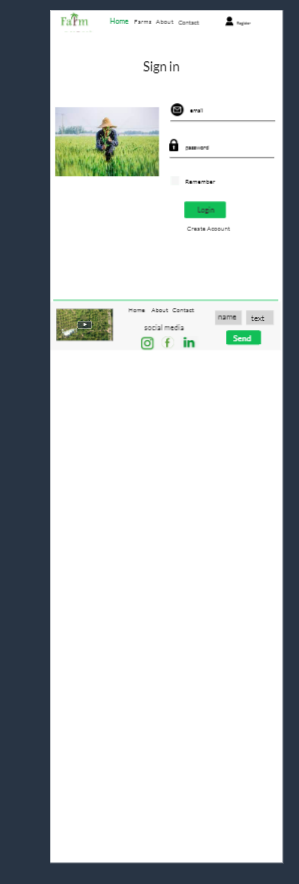 Farm
Home Farms About Contact Register
Sign in
email
password
Remember
Login
Create Account
Home About Contact
social media
name text
Send